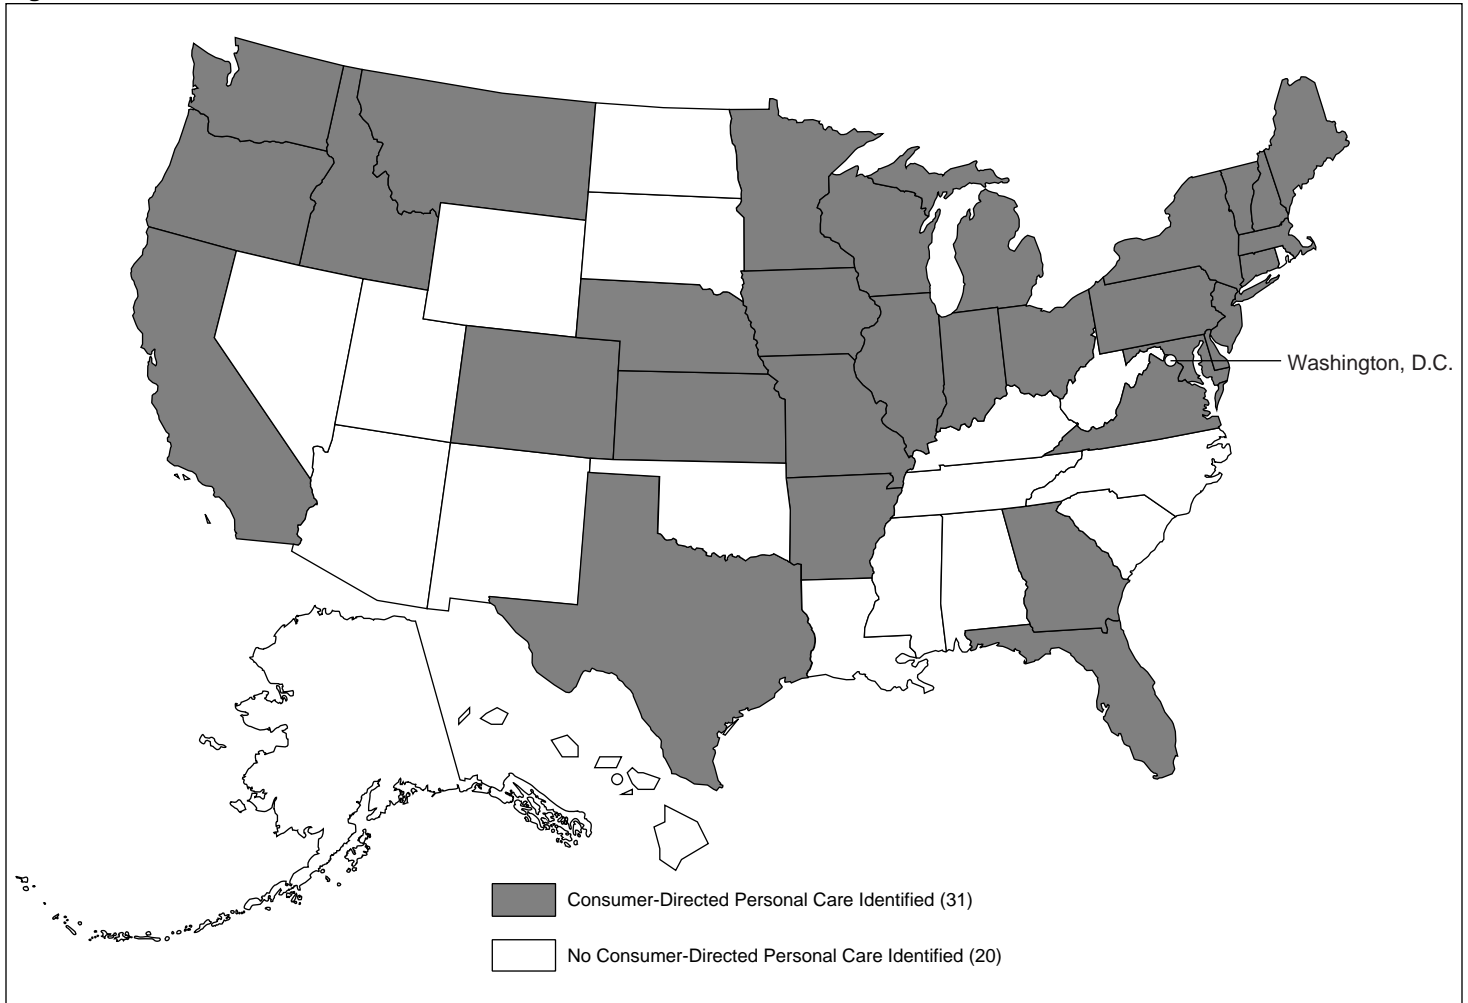 Washington, D.C.
Consumer-Directed Personal Care Identified (31)
No Consumer-Directed Personal Care Identified (20)